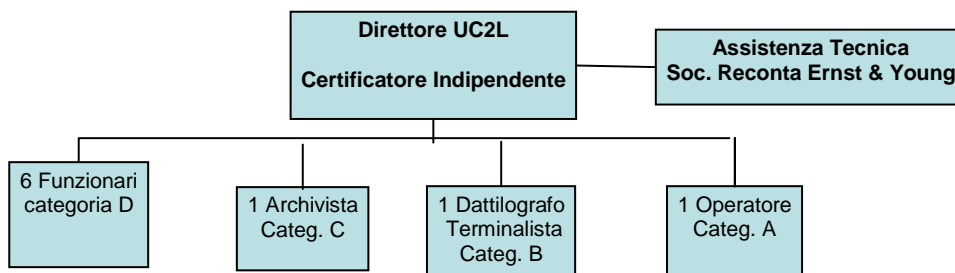 Direttore UC2L
Certificatore Indipendente
Assistenza Tecnica
Soc. Reconta Ernst & Young
6 Funzionari
categoria D
1 Archivista
Categ. C
1 Dattilografo
Terminalista
Categ. B
1 Operatore
Categ. A